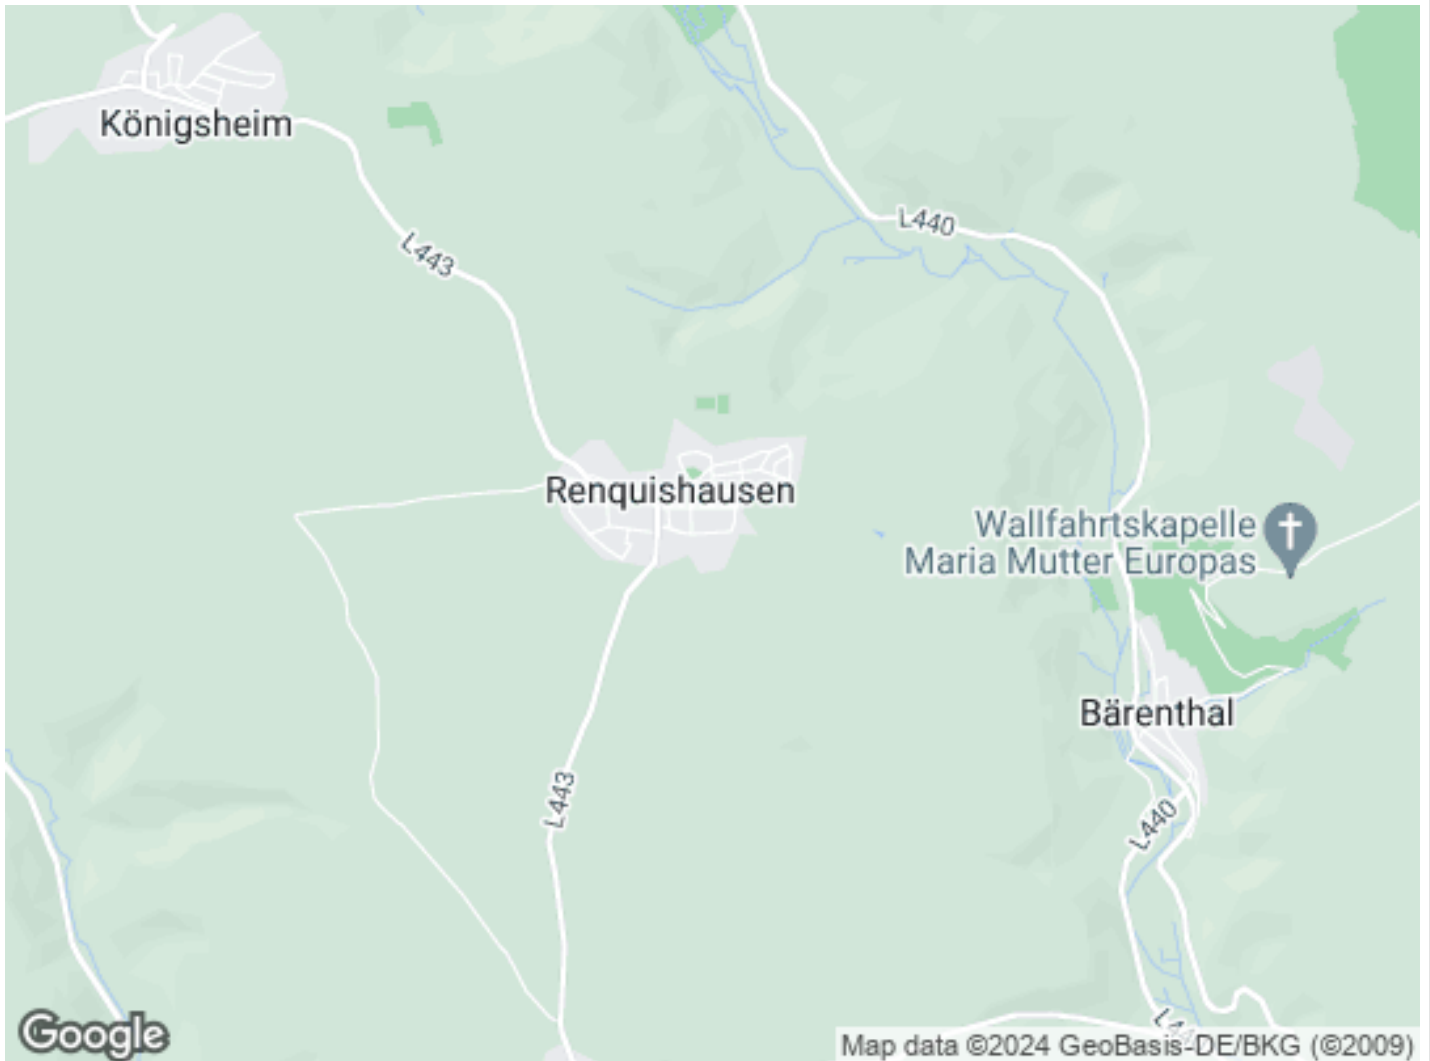 Königsheim
L440
L443
Renquishausen
Wallfahrtskapelle
Maria Mutter Europas
Bärenthal
L443
L440
Google
Map data ©2024 GeoBasis-DE/BKG (©2009)